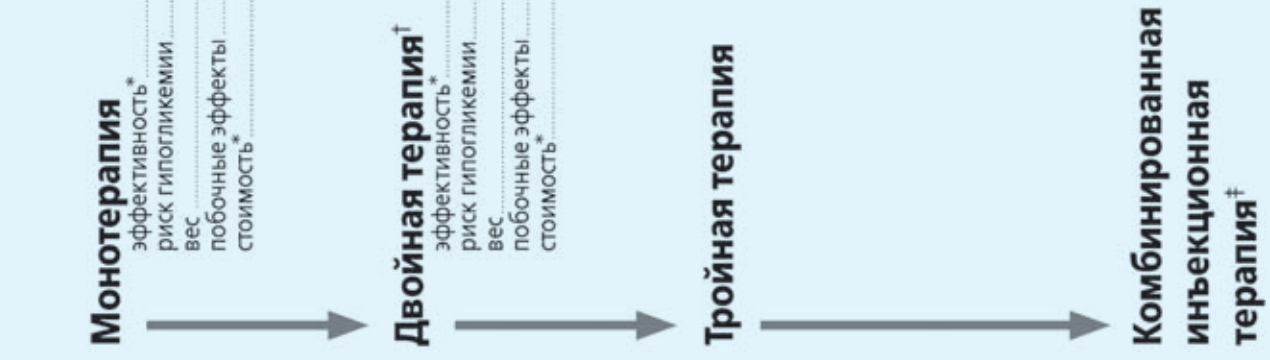 Монотерапия
эффективность*
риск гипогликемии
вес
побочные эффекты
стоимость*
Двойная терапия†
эффективность*
риск гипогликемии
вес
побочные эффекты
стоимость*
Тройная терапия
Комбинированная
инъекционная
терапия‡